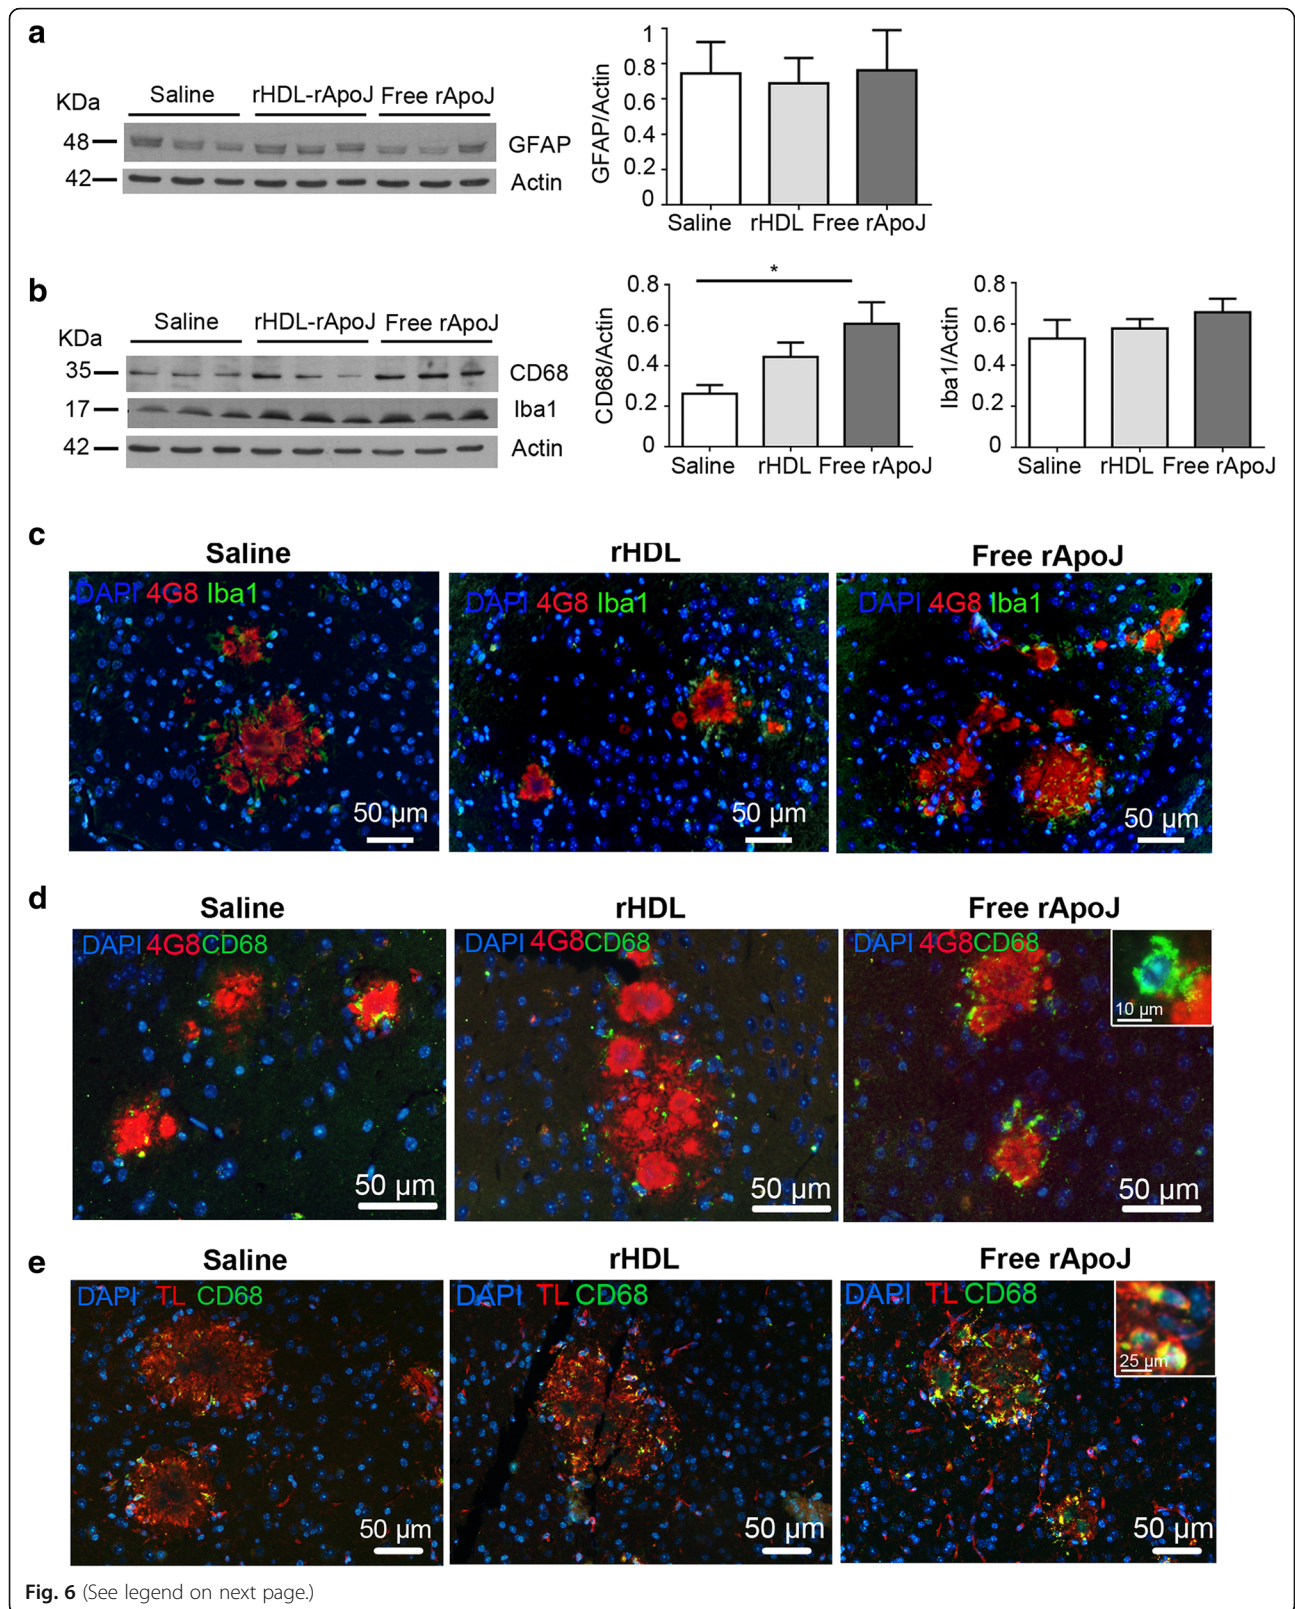 a
KDa
Saline rHDL-rApoJ Free rApoJ
48
GFAP
42
Actin
GFAP/Actin
1
0.8
0.6
0.4
0.2
0
Saline rHDL Free rApoJ
b
KDa
Saline rHDL-rApoJ Free rApoJ
35
CD68
17
Iba1
42
Actin
CD68/Actin
0.8
0.6
0.4
0.2
0
*
Saline rHDL Free rApoJ
Iba1/Actin
0.8
0.6
0.4
0.2
0
Saline rHDL Free rApoJ
c
Saline rHDL Free rApoJ
DAPI 4G8 Iba1
50 µm
DAPI 4G8 Iba1
50 µm
DAPI 4G8 Iba1
50 µm
d
Saline rHDL Free rApoJ
DAPI 4G8 CD68
50 µm
DAPI 4G8 CD68
50 µm
DAPI 4G8 CD68
10 µm
50 µm
e
Saline rHDL Free rApoJ
DAPI TL CD68
50 µm
DAPI TL CD68
50 µm
DAPI TL CD68
25 µm
50 µm
Fig. 6 (See legend on next page.)